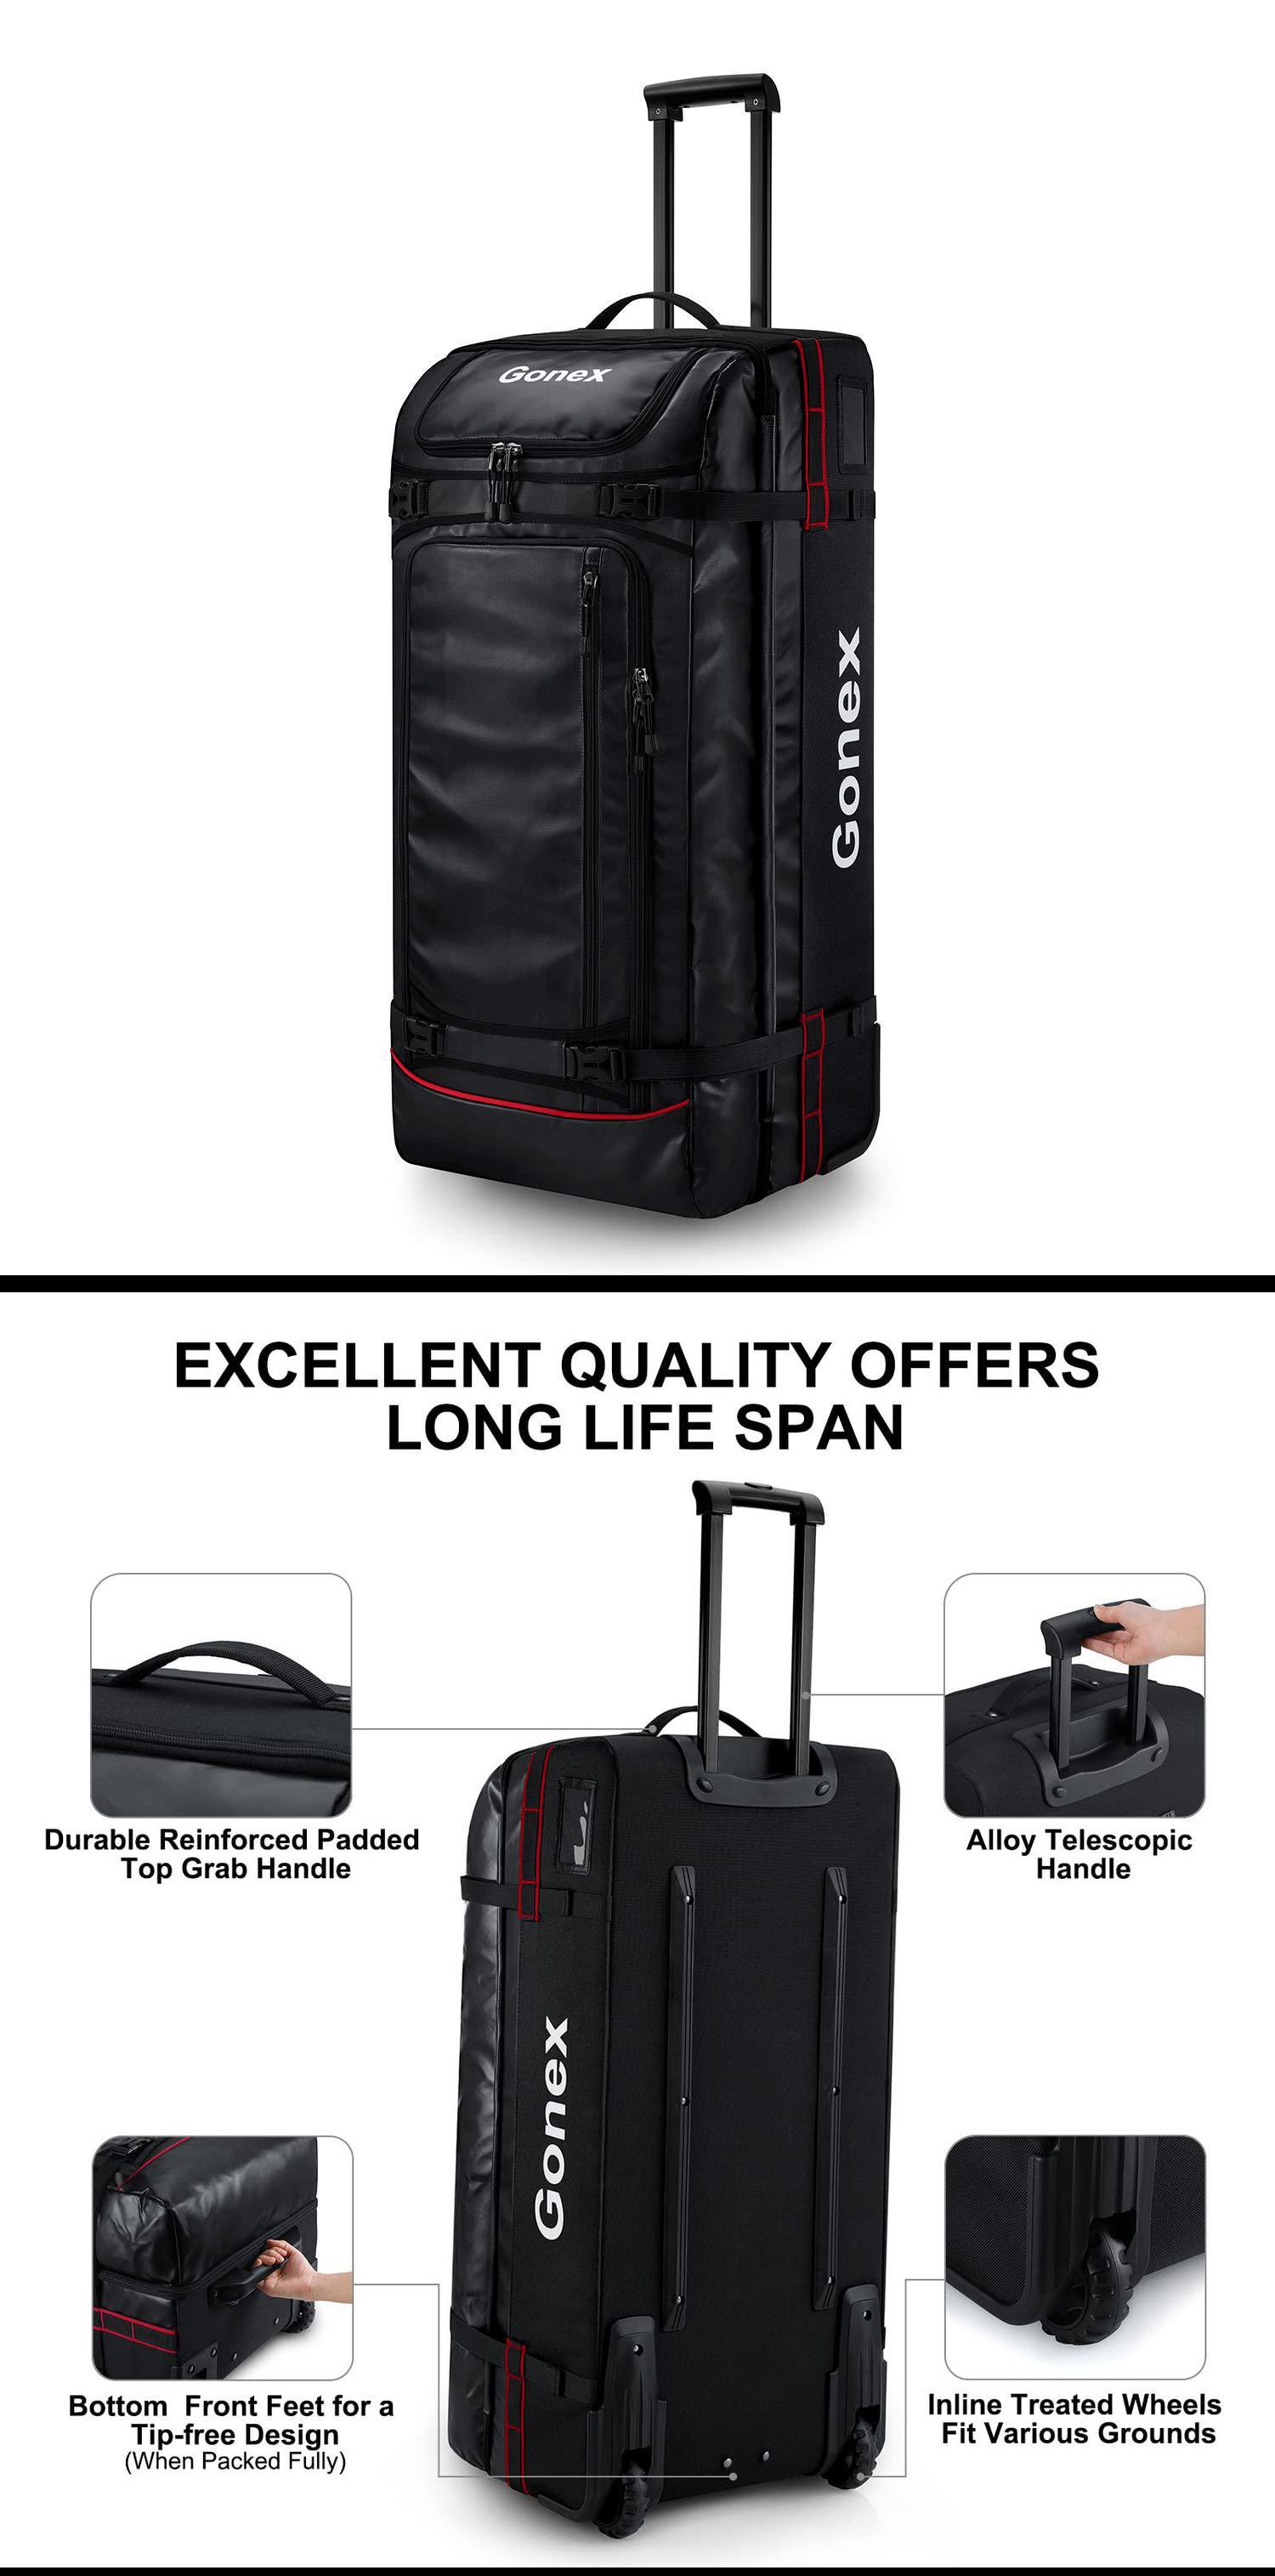 Gonex
Gonex
EXCELLENT QUALITY OFFERS
LONG LIFE SPAN
Durable Reinforced Padded
Top Grab Handle
Alloy Telescopic
Handle
Gonex
Bottom  Front Feet for a
Tip-free Design
(When Packed Fully)
Inline Treated Wheels
Fit Various Grounds